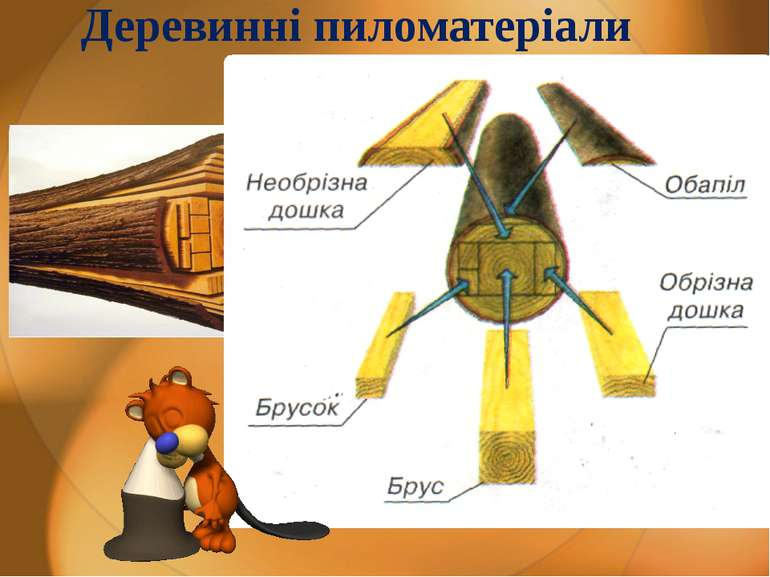 Деревинні пиломатеріали
Необрізна
дошка
Обапіл
Обрізна
дошка
Брусок
Брус